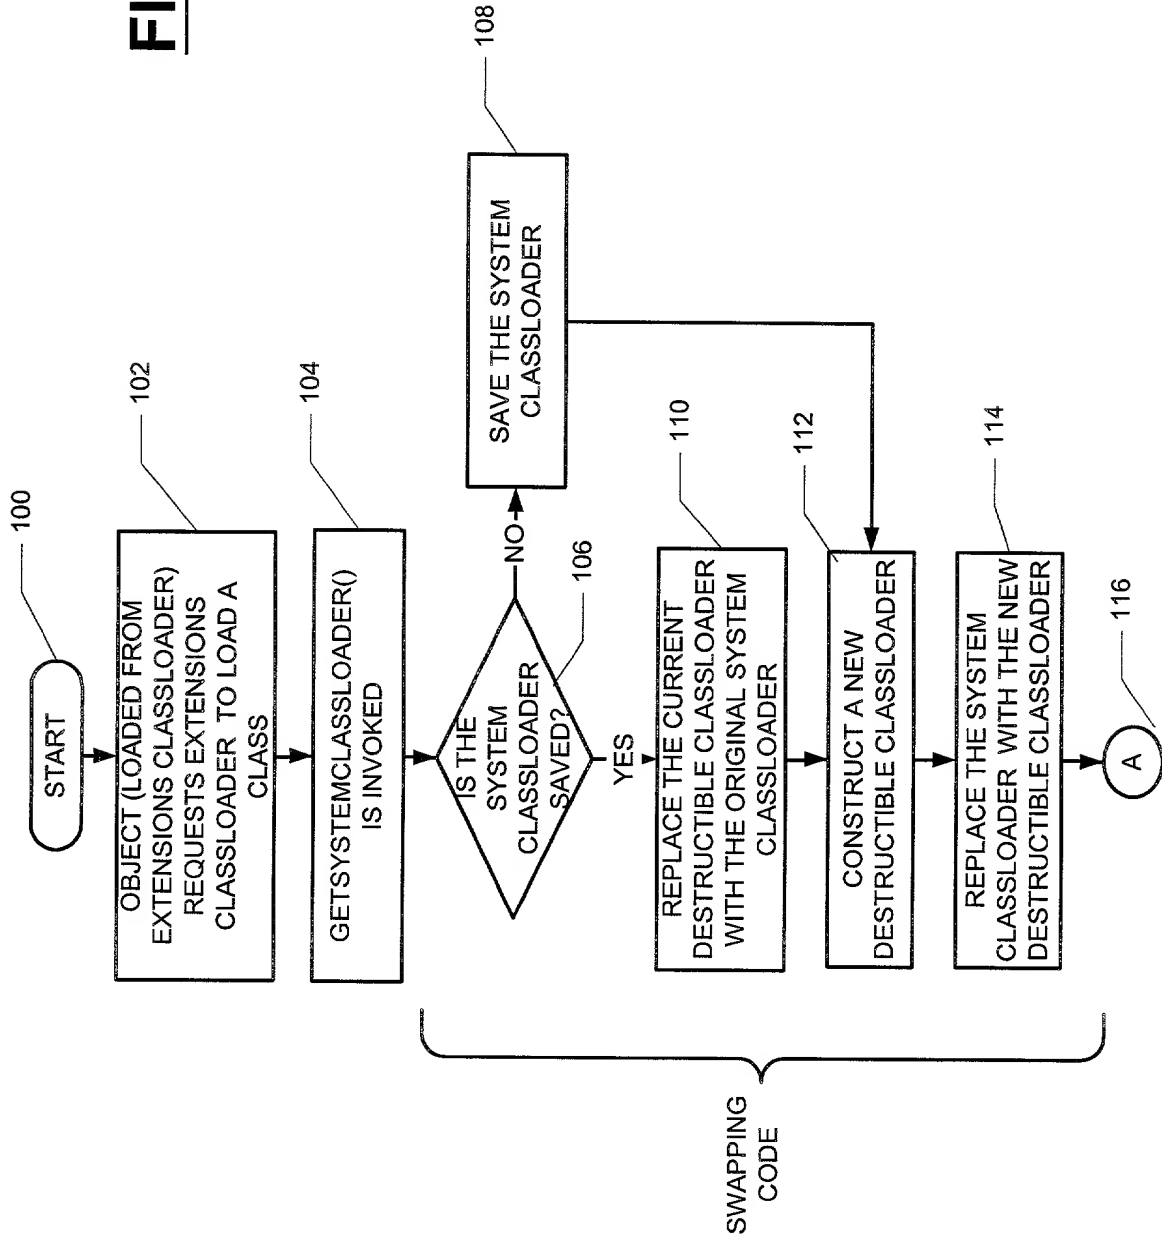 FI
START
100
OBJECT (LOADED FROM
EXTENSIONS CLASSLOADER)
REQUESTS EXTENSIONS
CLASSLOADER TO LOAD A
CLASS
102
GETSYSTEMCLASSLOADER()
IS INVOKED
104
IS THE
SYSTEM
CLASSLOADER
SAVED?
106
NO
SAVE THE SYSTEM
CLASSLOADER
108
YES
REPLACE THE CURRENT
DESTRUCTIBLE CLASSLOADER
WITH THE ORIGINAL SYSTEM
CLASSLOADER
110
CONSTRUCT A NEW
DESTRUCTIBLE CLASSLOADER
112
REPLACE THE SYSTEM
CLASSLOADER WITH THE NEW
DESTRUCTIBLE CLASSLOADER
114
A
116
SWAPPING
CODE